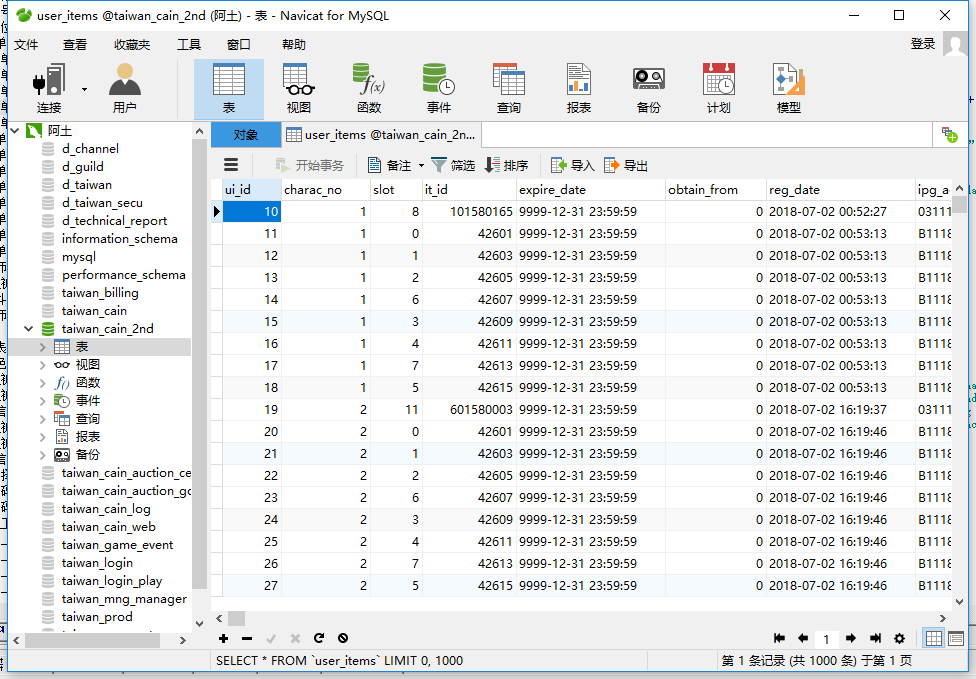 user_items @taiwan_cain_2nd (阿土) - 表 - Navicat for MySQL
文件 查看 收藏夹 工具 窗口 帮助 登录
连接 用户 表 视图 函数 事件 查询 报表 备份 计划 模型
阿土
d_channel
d_guild
d_taiwan
d_taiwan_secu
d_technical_report
information_schema
mysql
performance_schema
taiwan_billing
taiwan_cain
taiwan_cain_2nd
表
视图
函数
事件
查询
报表
备份
taiwan_cain_auction_ce
taiwan_cain_auction_gc
taiwan_cain_log
taiwan_cain_web
taiwan_game_event
taiwan_login
taiwan_login_play
taiwan_mng_manager
taiwan_prod
对象 user_items @taiwan_cain_2n...
开始事务 备注 筛选 排序 导入 导出
ui_id charac_no slot it_id expire_date obtain_from reg_date ipg_a
10 1 8 101580165 9999-12-31 23:59:59 0 2018-07-02 00:52:27 03111
11 1 0 42601 9999-12-31 23:59:59 0 2018-07-02 00:53:13 B1118
12 1 1 42603 9999-12-31 23:59:59 0 2018-07-02 00:53:13 B1118
13 1 2 42605 9999-12-31 23:59:59 0 2018-07-02 00:53:13 B1118
14 1 6 42607 9999-12-31 23:59:59 0 2018-07-02 00:53:13 B1118
15 1 3 42609 9999-12-31 23:59:59 0 2018-07-02 00:53:13 B1118
16 1 4 42611 9999-12-31 23:59:59 0 2018-07-02 00:53:13 B1118
17 1 7 42613 9999-12-31 23:59:59 0 2018-07-02 00:53:13 B1118
18 1 5 42615 9999-12-31 23:59:59 0 2018-07-02 00:53:13 B1118
19 2 11 601580003 9999-12-31 23:59:59 0 2018-07-02 16:19:37 03111
20 2 0 42601 9999-12-31 23:59:59 0 2018-07-02 16:19:46 B1118
21 2 1 42603 9999-12-31 23:59:59 0 2018-07-02 16:19:46 B1118
22 2 2 42605 9999-12-31 23:59:59 0 2018-07-02 16:19:46 B1118
23 2 6 42607 9999-12-31 23:59:59 0 2018-07-02 16:19:46 B1118
24 2 3 42609 9999-12-31 23:59:59 0 2018-07-02 16:19:46 B1118
25 2 4 42611 9999-12-31 23:59:59 0 2018-07-02 16:19:46 B1118
26 2 7 42613 9999-12-31 23:59:59 0 2018-07-02 16:19:46 B1118
27 2 5 42615 9999-12-31 23:59:59 0 2018-07-02 16:19:46 B1118
1
SELECT * FROM `user_items` LIMIT 0, 1000 第 1 条记录 (共 1000 条) 于第 1 页